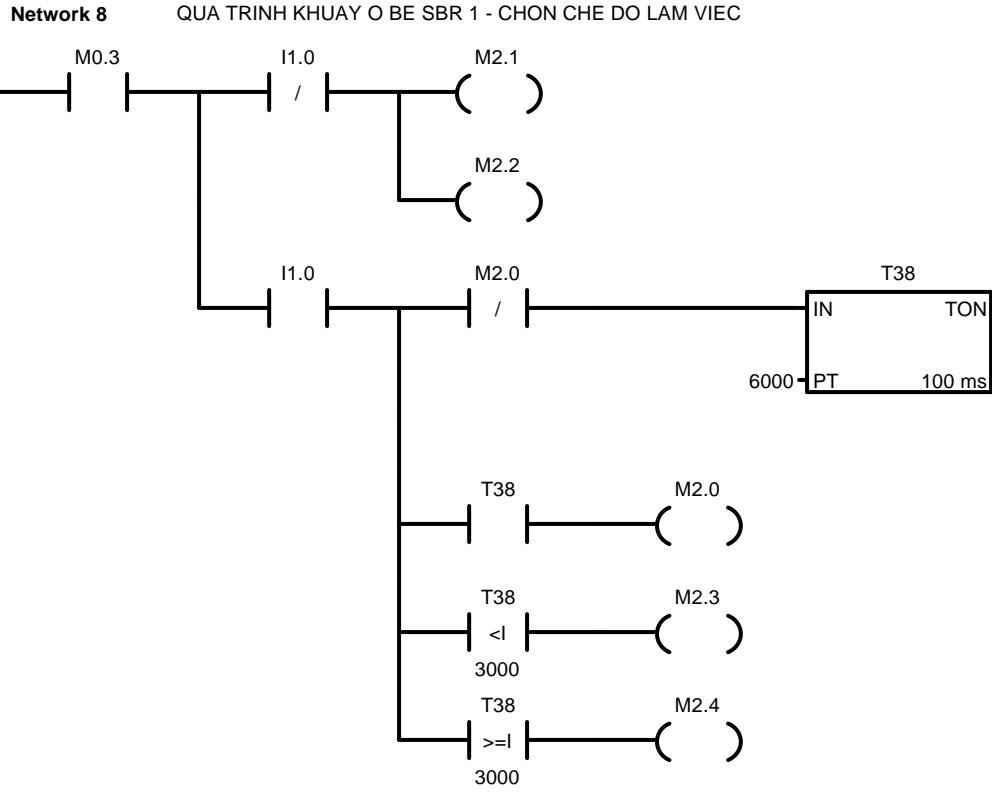 Network 8 QUA TRINH KHUAY O BE SBR 1 - CHON CHE DO LAM VIEC
M0.3 I1.0 M2.1
/
M2.2
I1.0 M2.0 T38
/ IN TON
6000 PT 100 ms
T38 M2.0
T38 M2.3
<I
3000
T38 M2.4
>=I
3000